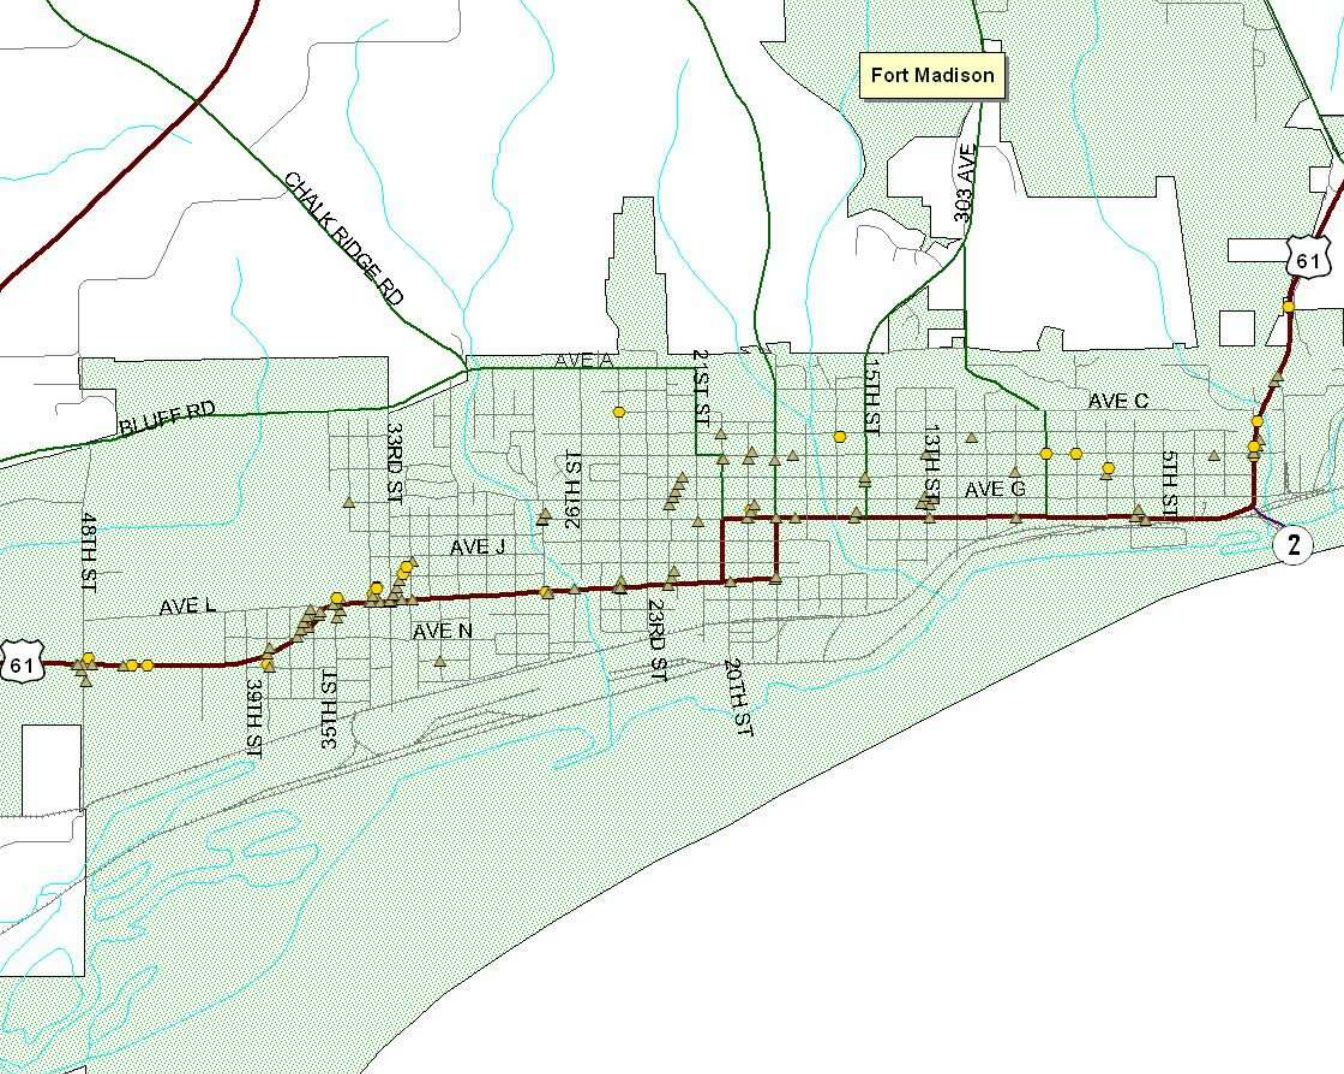 Fort Madison
303 AVE
CHALK RIDGE RD
61
AVE A
21ST ST
15TH ST
AVE C
BLUFF RD
33RD ST
26TH ST
13TH ST
5TH ST
AVE G
48TH ST
AVE J
2
AVE L
AVE N
23RD ST
61
39TH ST
35TH ST
20TH ST